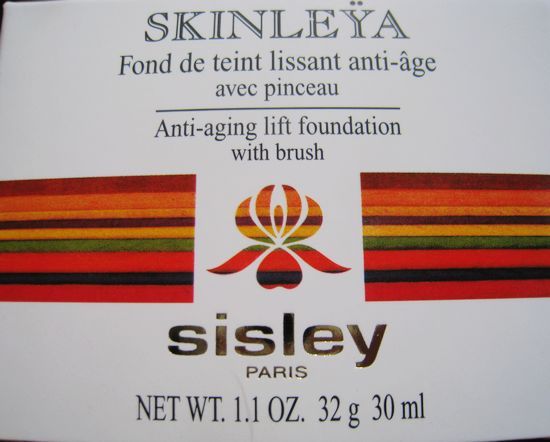 SKINLEŸA
Fond de teint lissant anti-âge
avec pinceau
Anti-aging lift foundation
with brush
sisley
PARIS
NET WT. 1.1 OZ. 32 g 30 ml